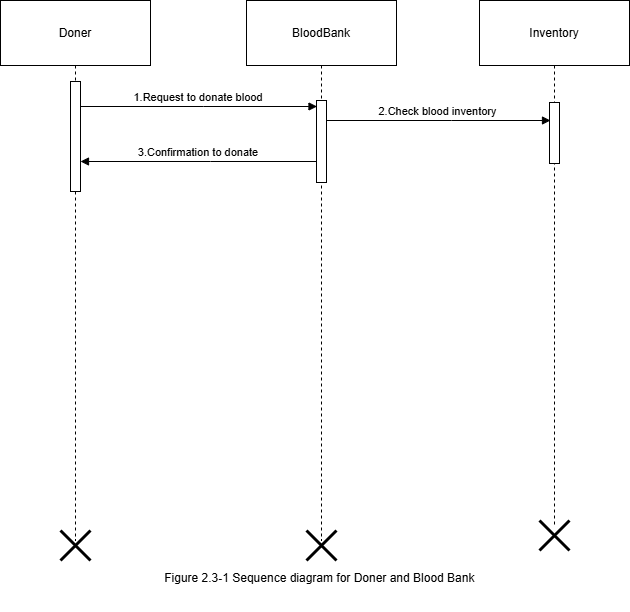 Doner
BloodBank
Inventory
1.Request to donate blood
2.Check blood inventory
3.Confirmation to donate
Figure 2.3-1 Sequence diagram for Doner and Blood Bank